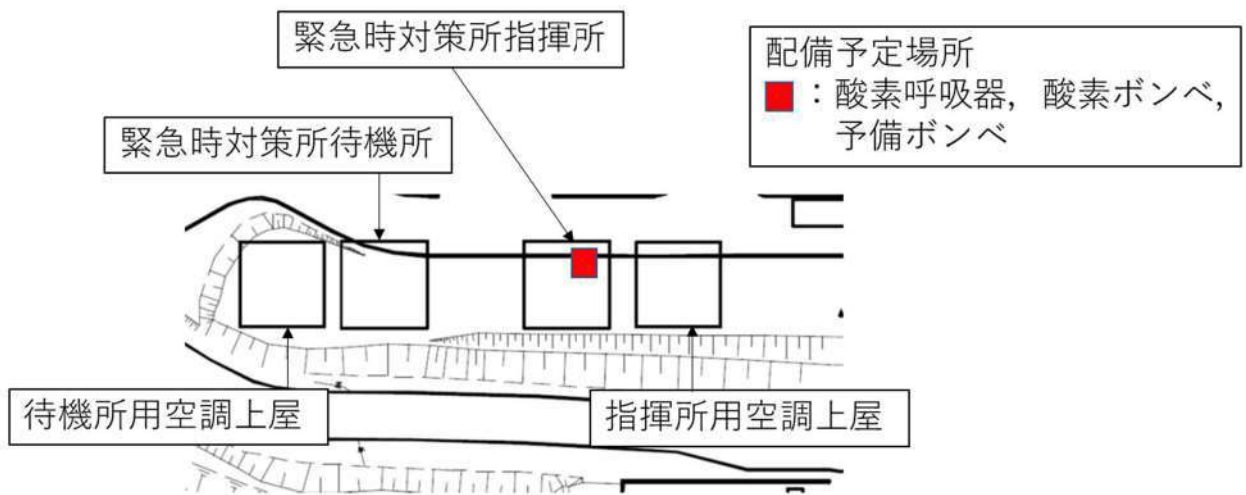 緊急時対策所指揮所
配備予定場所
：酸素呼吸器，酸素ボンベ，
予備ボンベ
緊急時対策所待機所
待機所用空調上屋
指揮所用空調上屋